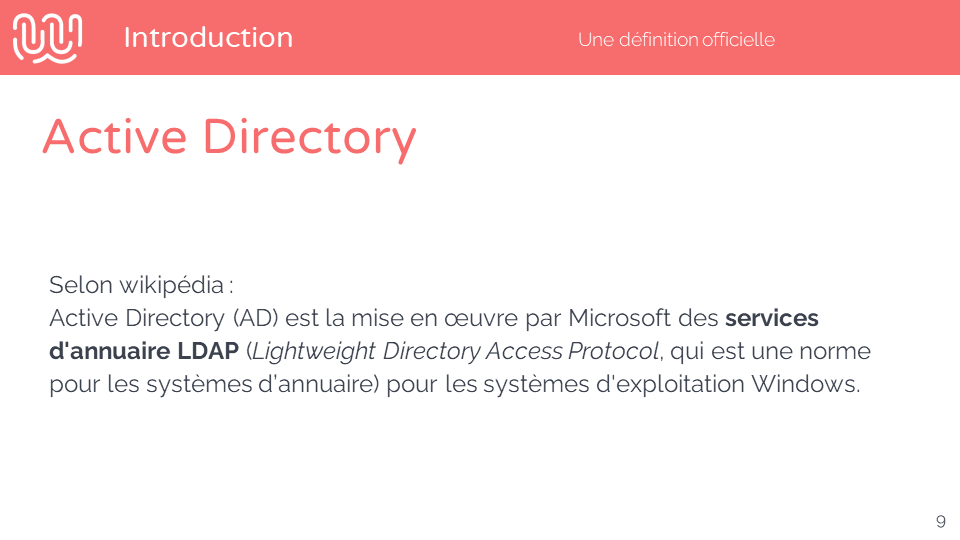 Introduction
Une définition officielle
Active Directory
Selon wikipédia :
Active Directory (AD) est la mise en œuvre par Microsoft des services
d'annuaire LDAP (Lightweight Directory Access Protocol, qui est une norme
pour les systèmes d’annuaire) pour les systèmes d'exploitation Windows.
9